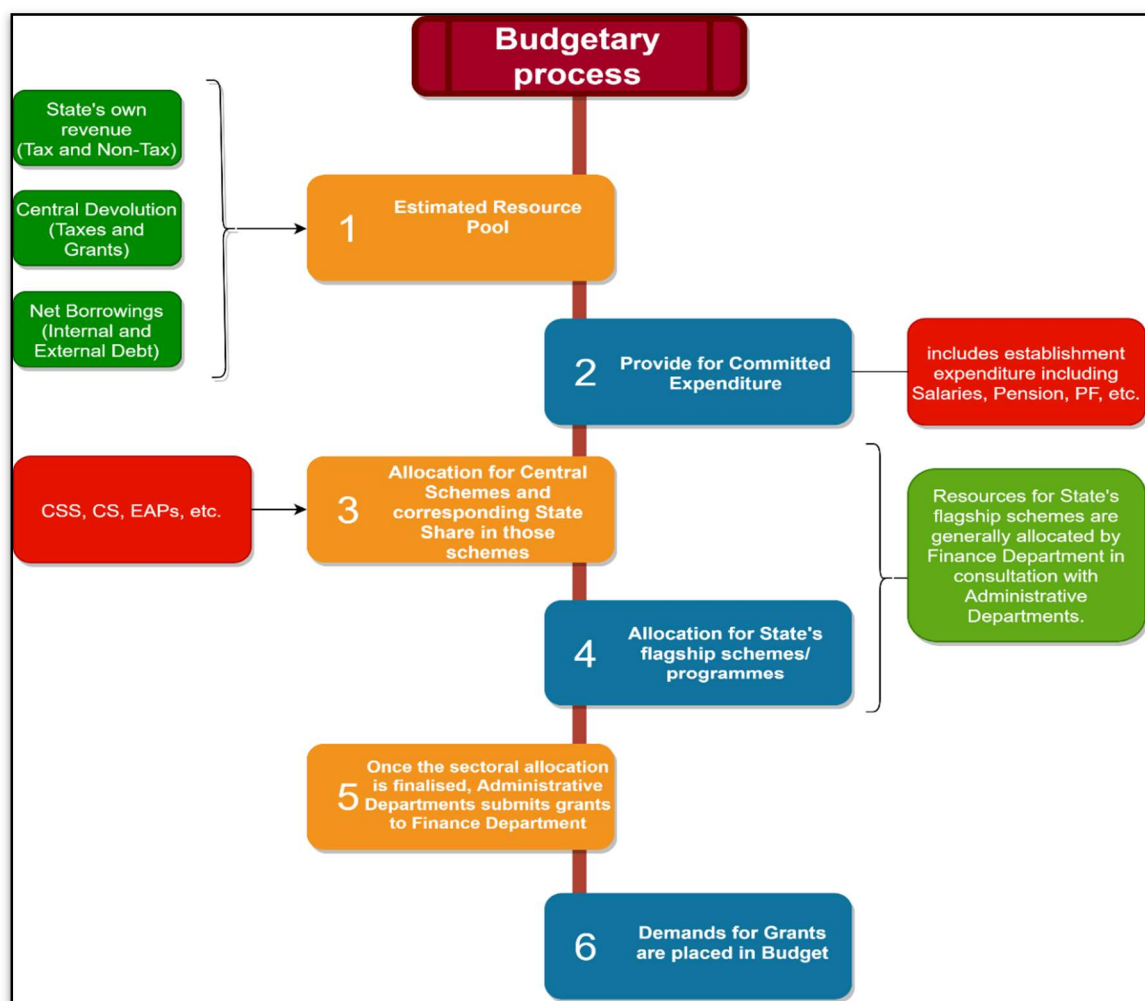 Budgetary
process
State's own
revenue
(Tax and Non-Tax)
Central Devolution
(Taxes and
Grants)
Net Borrowings
(Internal and
External Debt)
1
Estimated Resource
Pool
2
Provide for Committed
Expenditure
includes establishment
expenditure including
Salaries, Pension, PF, etc.
CSS, CS, EAPs, etc.
3
Allocation for Central
Schemes and
corresponding State
Share in those
schemes
Resources for State's
flagship schemes are
generally allocated by
Finance Department in
consultation with
Administrative
Departments.
4
Allocation for State's
flagship schemes/
programmes
5
Once the sectoral allocation
is finalised, Administrative
Departments submits grants
to Finance Department
6
Demands for Grants
are placed in Budget